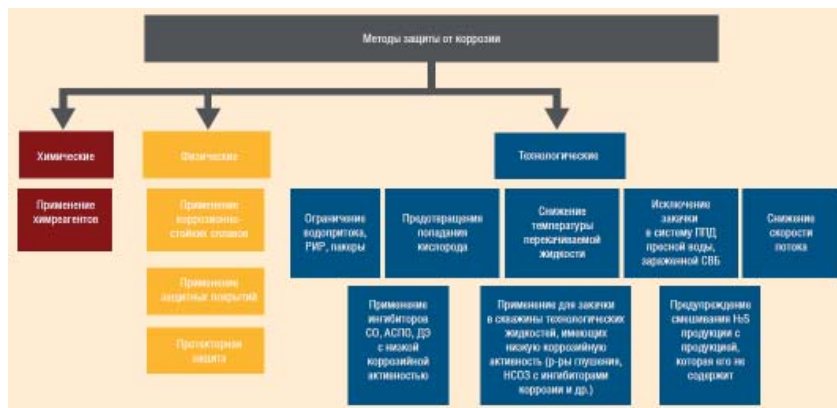 Методы защиты от коррозии
Химические
Физические
Технологические
Применение
химреагентов
Применение
коррозионно-
стойких сплавов
Применение
защитных покрытий
Протекторная
защита
Ограничение
водопритока,
РИР, пакеры
Предотвращения
попадания
кислорода
Снижение
температуры
перекачиваемой
жидкости
Исключение
закачки
в систему ППД
пресной воды,
зараженной СВБ
Снижение
скорости
потока
Применение
ингибиторов
СО, АСПО, ДЭ
с низкой
коррозийной
активностью
Применение для закачки
в скважины технологических
жидкостей, имеющих
низкую коррозийную
активность (р-ры глушения,
НСОЗ с ингибиторами
коррозии и др.)
Предупреждение
смешивания H₂S
продукции с
продукцией,
которая его не
содержит